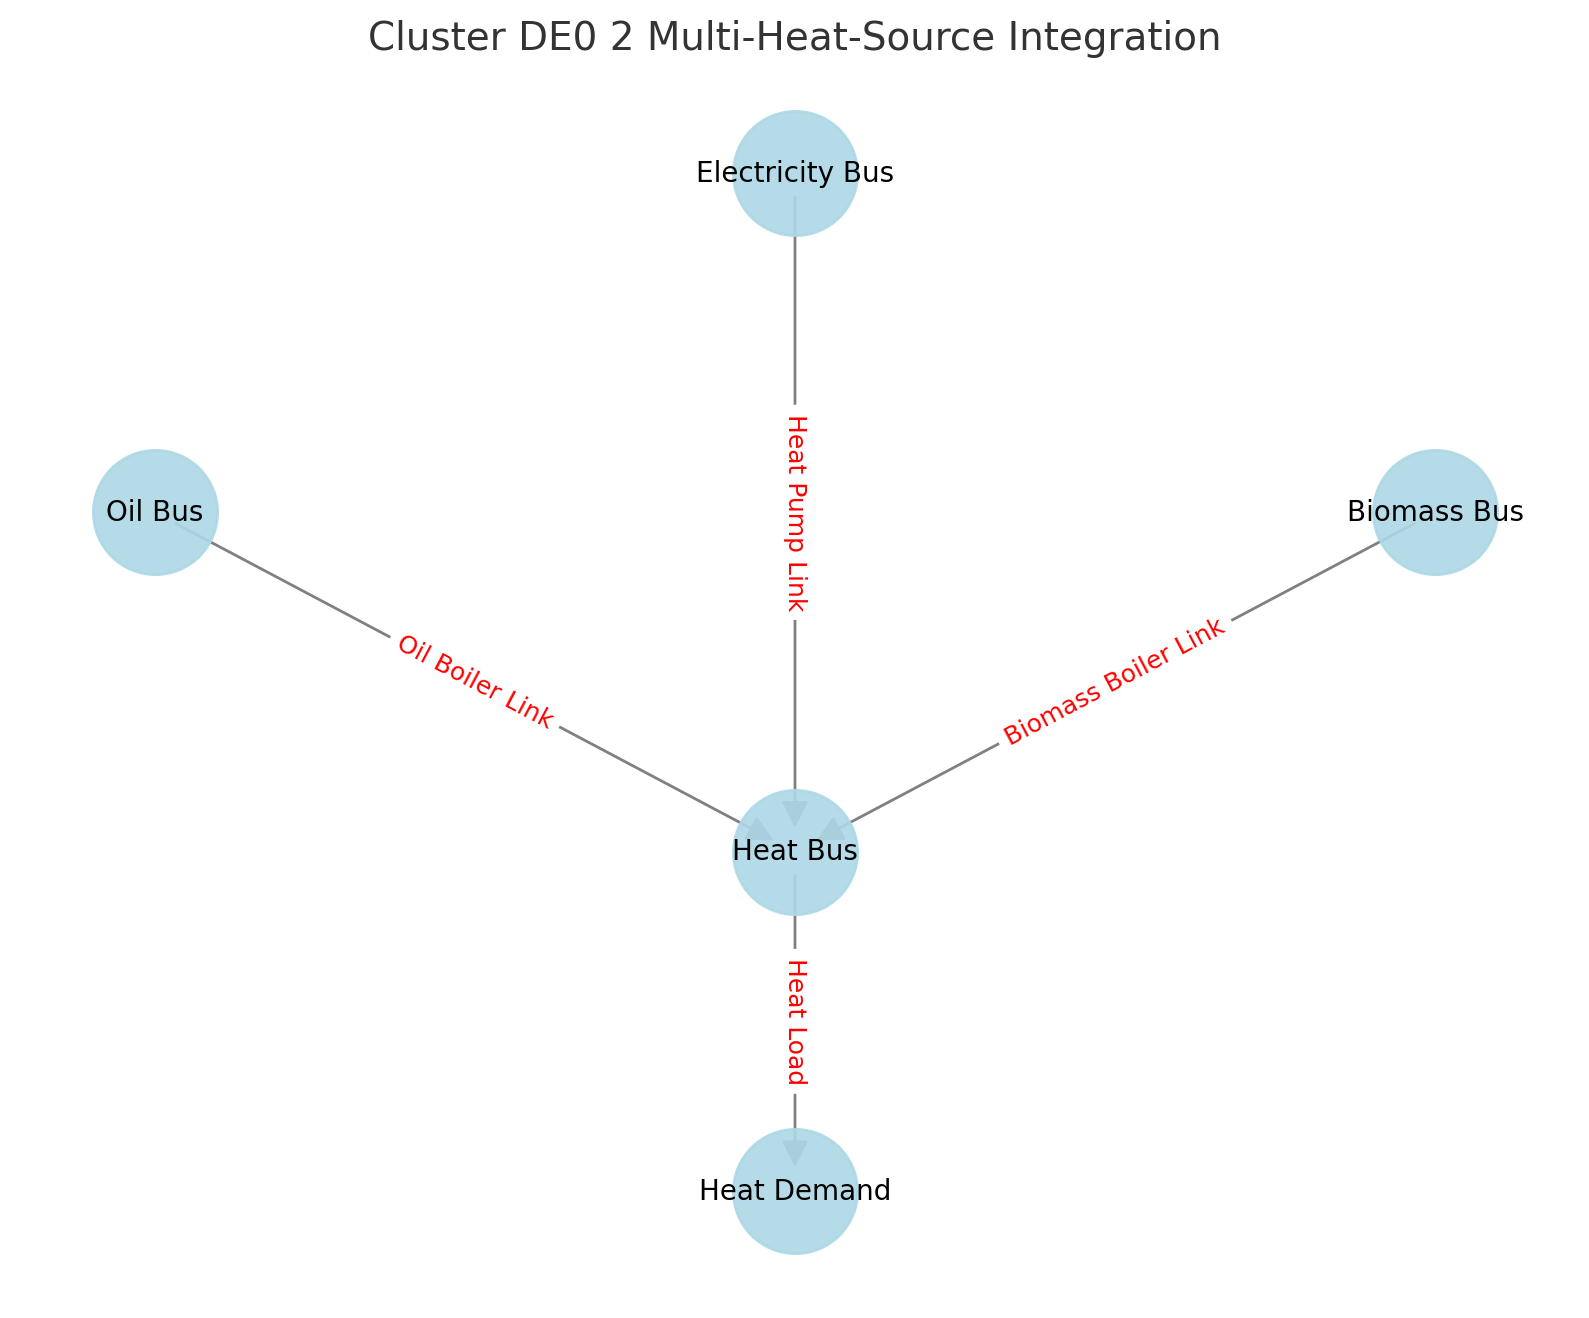 Cluster DE0 2 Multi-Heat-Source Integration
Electricity Bus
Heat Pump Link
Oil Bus
Biomass Bus
Oil Boiler Link
Biomass Boiler Link
Heat Bus
Heat Load
Heat Demand